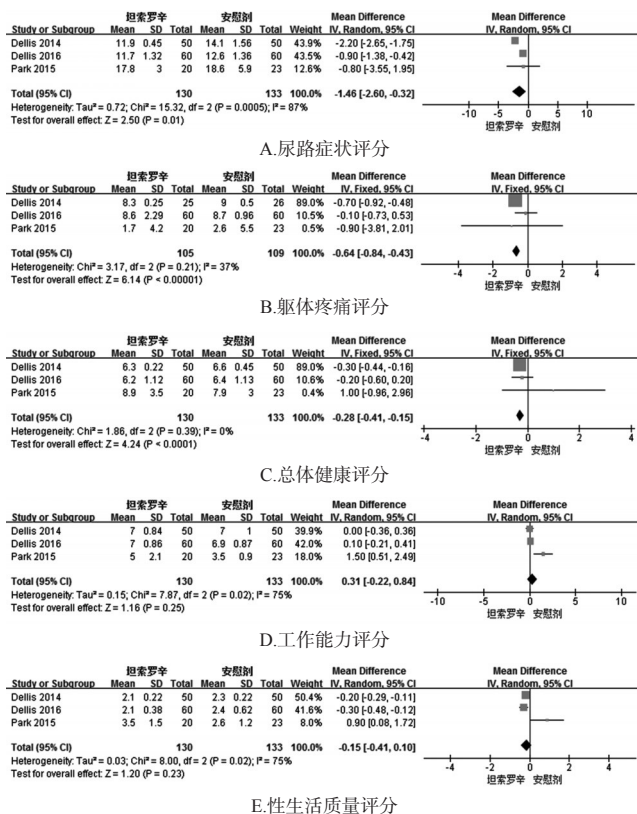 坦索罗辛 安慰剂 Mean Difference Mean Difference
Study or Subgroup Mean SD Total Mean SD Total Weight IV, Random, 95% CI IV, Random, 95% CI
Dellis 2014 11.9 0.45 50 14.1 1.56 50 43.9% -2.20 [-2.65, -1.75]
Dellis 2016 11.7 1.32 60 12.6 1.36 60 43.7% -0.90 [-1.38, -0.42]
Park 2015 17.8 3 20 18.6 5.9 23 12.4% -0.80 [-3.55, 1.95]
Total (95% CI) 130 133 100.0% -1.46 [-2.60, -0.32]
Heterogeneity: Tau² = 0.72; Chi² = 15.32, df = 2 (P = 0.0005); I² = 87%
Test for overall effect: Z = 2.50 (P = 0.01)
-10 -5 0 5 10
坦索罗辛 安慰剂
A.尿路症状评分
坦索罗辛 安慰剂 Mean Difference Mean Difference
Study or Subgroup Mean SD Total Mean SD Total Weight IV, Fixed, 95% CI IV, Fixed, 95% CI
Dellis 2014 8.3 0.25 25 9 0.5 26 89.0% -0.70 [-0.92, -0.48]
Dellis 2016 8.6 2.29 60 8.7 0.96 60 10.5% -0.10 [-0.73, 0.53]
Park 2015 1.7 4.2 20 2.6 5.5 23 0.5% -0.90 [-3.81, 2.01]
Total (95% CI) 105 109 100.0% -0.64 [-0.84, -0.43]
Heterogeneity: Chi² = 3.17, df = 2 (P = 0.21); I² = 37%
Test for overall effect: Z = 6.14 (P < 0.00001)
-4 -2 0 2 4
坦索罗辛 安慰剂
B.躯体疼痛评分
坦索罗辛 安慰剂 Mean Difference Mean Difference
Study or Subgroup Mean SD Total Mean SD Total Weight IV, Fixed, 95% CI IV, Fixed, 95% CI
Dellis 2014 6.3 0.22 50 6.6 0.45 50 89.0% -0.30 [-0.44, -0.16]
Dellis 2016 6.2 1.12 60 6.4 1.13 60 10.6% -0.20 [-0.60, 0.20]
Park 2015 8.9 3.5 20 7.9 3 23 0.4% 1.00 [-0.96, 2.96]
Total (95% CI) 130 133 100.0% -0.28 [-0.41, -0.15]
Heterogeneity: Chi² = 1.86, df = 2 (P = 0.39); I² = 0%
Test for overall effect: Z = 4.24 (P < 0.0001)
-4 -2 0 2 4
坦索罗辛 安慰剂
C.总体健康评分
坦索罗辛 安慰剂 Mean Difference Mean Difference
Study or Subgroup Mean SD Total Mean SD Total Weight IV, Random, 95% CI IV, Random, 95% CI
Dellis 2014 7 0.84 50 7 1 50 39.9% 0.00 [-0.36, 0.36]
Dellis 2016 7 0.86 60 6.9 0.87 60 42.1% 0.10 [-0.21, 0.41]
Park 2015 5 2.1 20 3.5 0.9 23 18.0% 1.50 [0.51, 2.49]
Total (95% CI) 130 133 100.0% 0.31 [-0.22, 0.84]
Heterogeneity: Tau² = 0.15; Chi² = 7.87, df = 2 (P = 0.02); I² = 75%
Test for overall effect: Z = 1.16 (P = 0.25)
-10 -5 0 5 10
坦索罗辛 安慰剂
D.工作能力评分
坦索罗辛 安慰剂 Mean Difference Mean Difference
Study or Subgroup Mean SD Total Mean SD Total Weight IV, Random, 95% CI IV, Random, 95% CI
Dellis 2014 2.1 0.22 50 2.3 0.22 50 50.4% -0.20 [-0.29, -0.11]
Dellis 2016 2.1 0.38 60 2.4 0.62 60 41.6% -0.30 [-0.48, -0.12]
Park 2015 3.5 1.5 20 2.6 1.2 23 8.0% 0.90 [0.08, 1.72]
Total (95% CI) 130 133 100.0% -0.15 [-0.41, 0.10]
Heterogeneity: Tau² = 0.03; Chi² = 8.00, df = 2 (P = 0.02); I² = 75%
Test for overall effect: Z = 1.20 (P = 0.23)
-4 -2 0 2 4
坦索罗辛 安慰剂
E.性生活质量评分